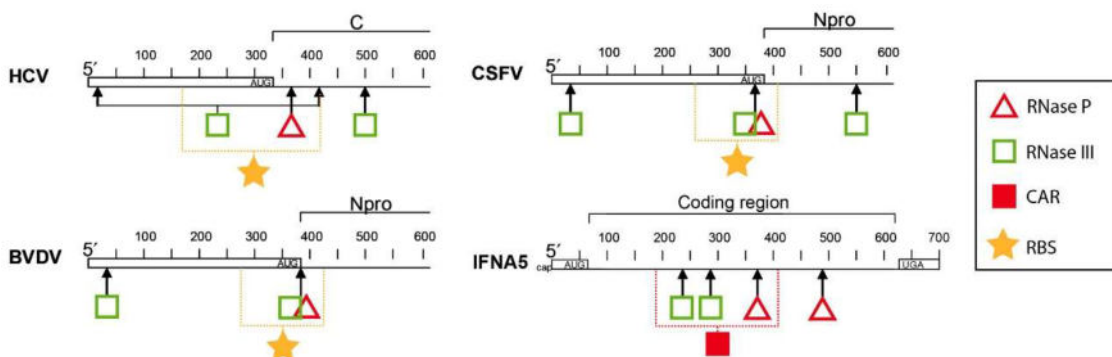 C
100 200 300 400 500 600
5´
HCV
AUG
Npro
100 200 300 400 500 600
5´
CSFV
AUG
Npro
100 200 300 400 500 600
5´
BVDV
AUG
Coding region
100 200 300 400 500 600 700
5´
IFNA5
cap AUG UGA
RNase P
RNase III
CAR
RBS